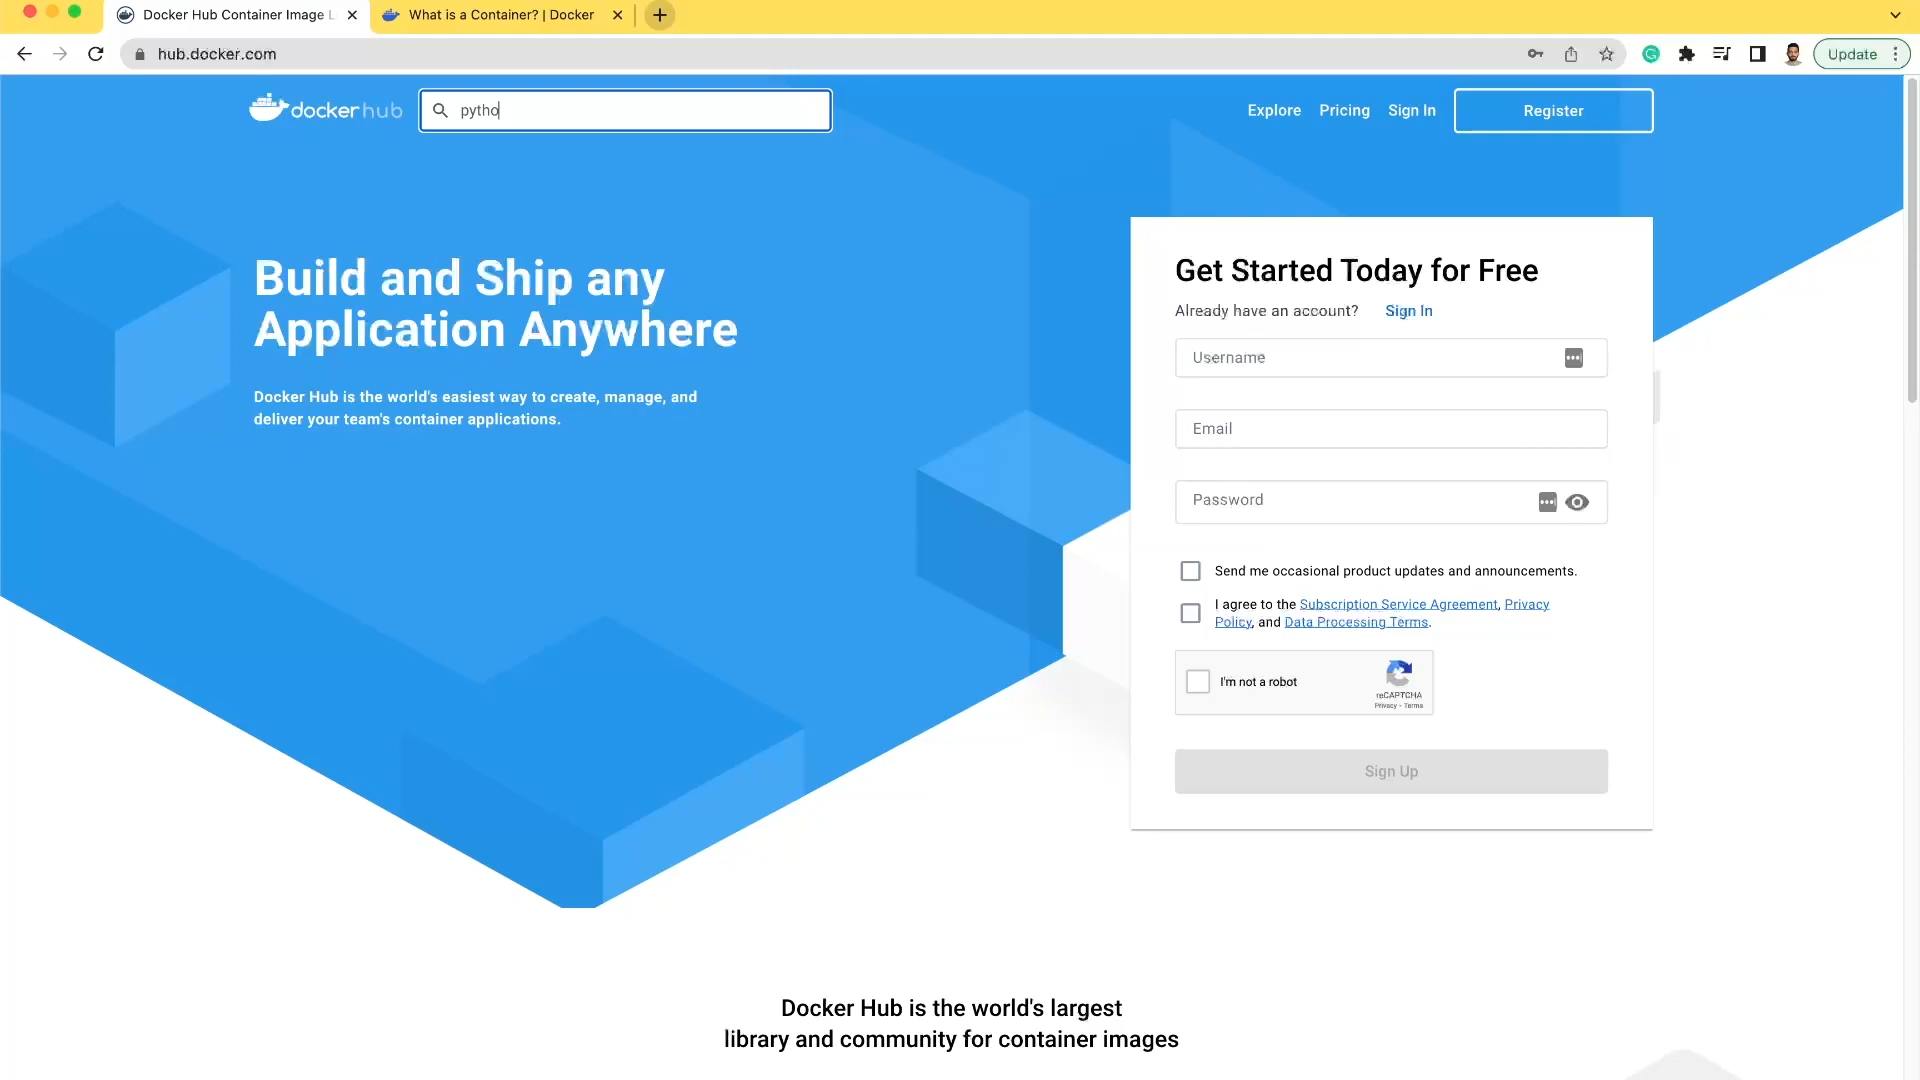 Docker Hub Container Image L
What is a Container? | Docker
hub.docker.com
Update
dockerhub
pytho
Explore
Pricing
Sign In
Register
Build and Ship any
Application Anywhere
Docker Hub is the world's easiest way to create, manage, and
deliver your team's container applications.
Get Started Today for Free
Already have an account?
Sign In
Username
Email
Password
Send me occasional product updates and announcements.
I agree to the Subscription Service Agreement, Privacy
Policy, and Data Processing Terms.
I'm not a robot
reCAPTCHA
Privacy - Terms
Sign Up
Docker Hub is the world's largest
library and community for container images